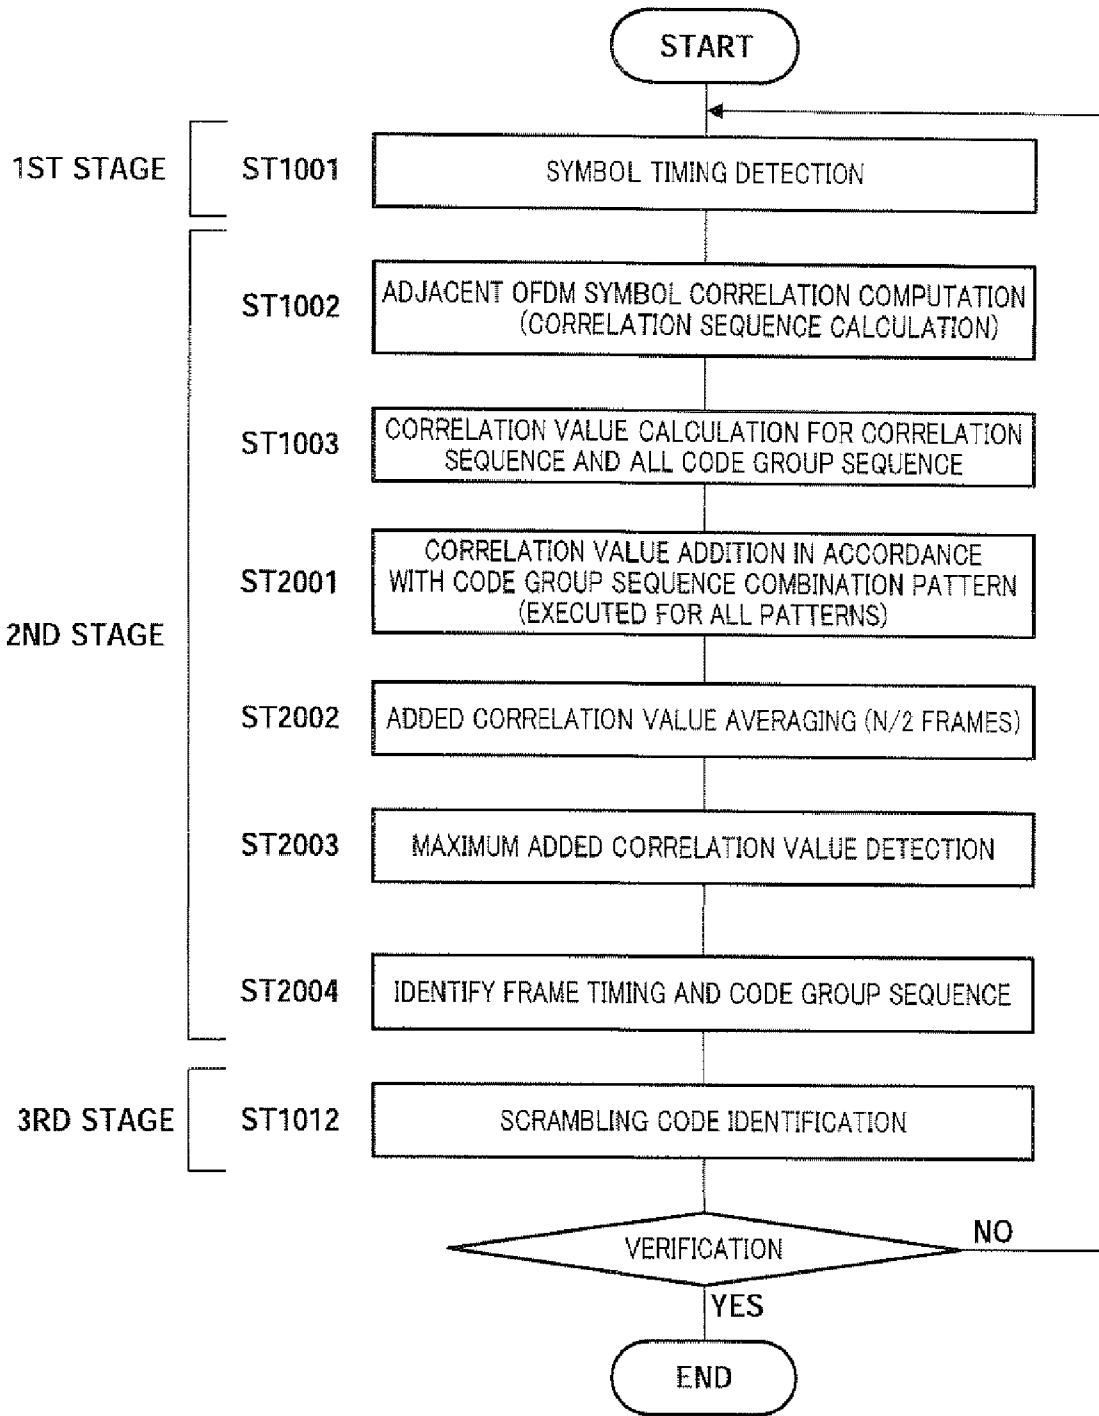 START
1ST STAGE
ST1001
SYMBOL TIMING DETECTION
ST1002
ADJACENT OFDM SYMBOL CORRELATION COMPUTATION
(CORRELATION SEQUENCE CALCULATION)
ST1003
CORRELATION VALUE CALCULATION FOR CORRELATION
SEQUENCE AND ALL CODE GROUP SEQUENCE
2ND STAGE
ST2001
CORRELATION VALUE ADDITION IN ACCORDANCE
WITH CODE GROUP SEQUENCE COMBINATION PATTERN
(EXECUTED FOR ALL PATTERNS)
ST2002
ADDED CORRELATION VALUE AVERAGING (N/2 FRAMES)
ST2003
MAXIMUM ADDED CORRELATION VALUE DETECTION
ST2004
IDENTIFY FRAME TIMING AND CODE GROUP SEQUENCE
3RD STAGE
ST1012
SCRAMBLING CODE IDENTIFICATION
VERIFICATION
NO
YES
END